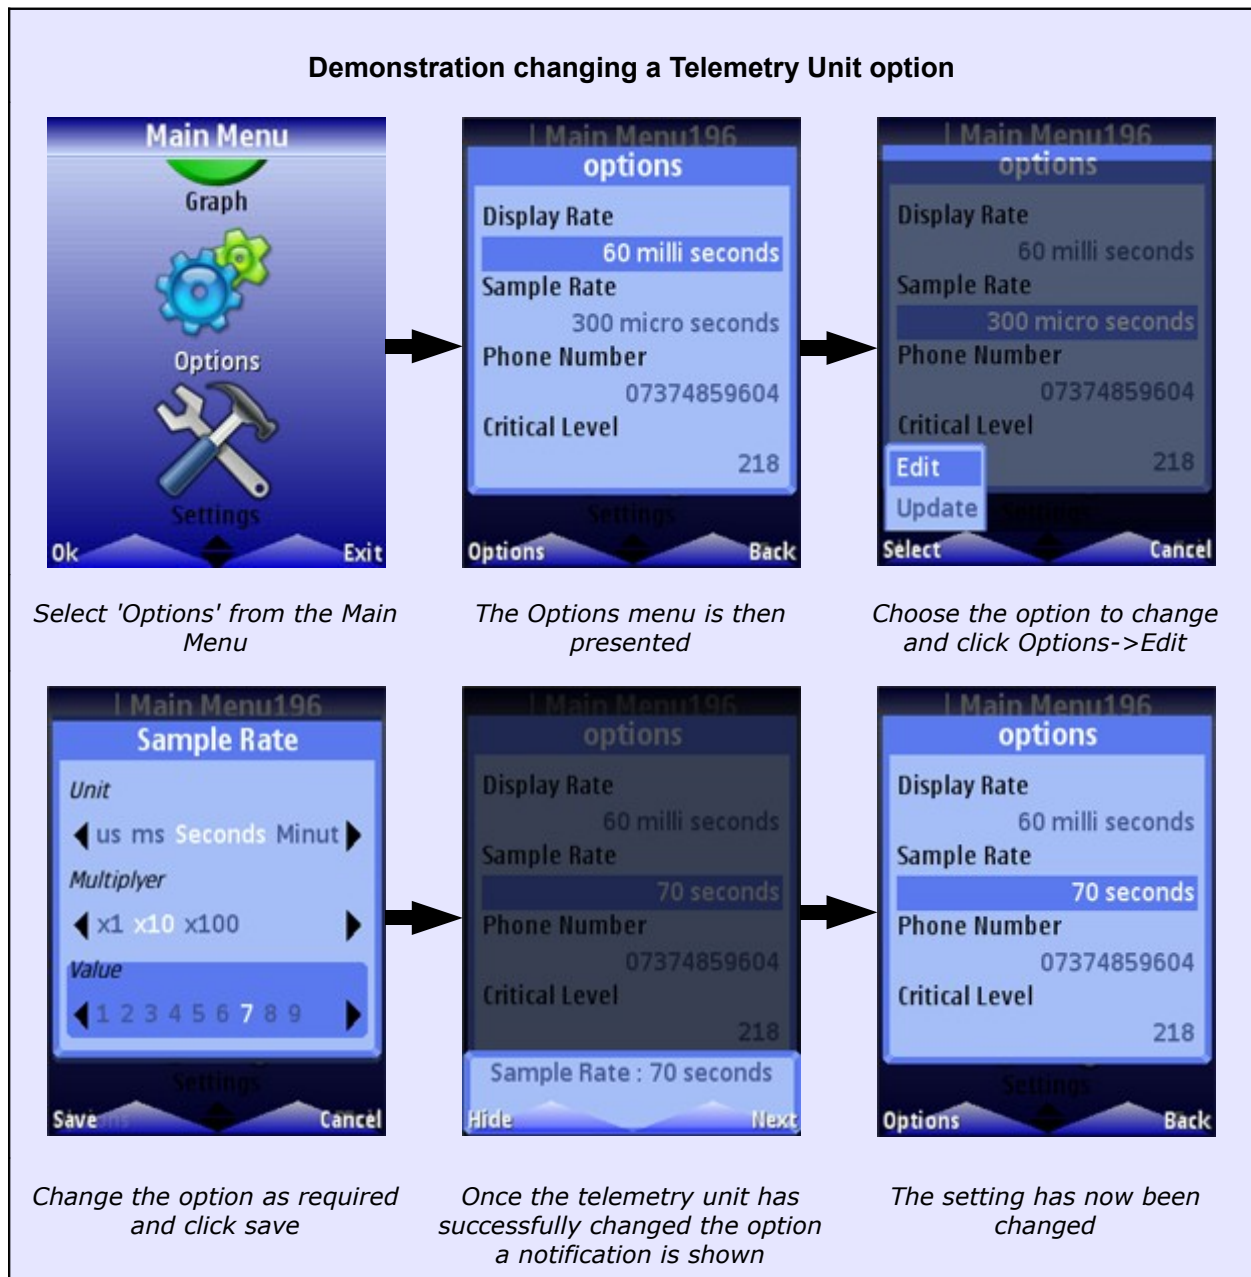 Demonstration changing a Telemetry Unit option
Main Menu
Graph
Options
Settings
Ok Exit
Select 'Options' from the Main
Menu
| Main Menu196
options
Display Rate
60 milli seconds
Sample Rate
300 micro seconds
Phone Number
07374859604
Critical Level
218
Settings
Options Back
The Options menu is then
presented
| Main Menu196
options
Display Rate
60 milli seconds
Sample Rate
300 micro seconds
Phone Number
07374859604
Critical Level
218
Edit
Update
Settings
Select Cancel
Choose the option to change
and click Options->Edit
| Main Menu196
Sample Rate
Unit
us ms Seconds Minut
Multiplyer
x1 x10 x100
Value
1 2 3 4 5 6 7 8 9
Settings
Save Cancel
Change the option as required
and click save
| Main Menu196
options
Display Rate
60 milli seconds
Sample Rate
70 seconds
Phone Number
07374859604
Critical Level
218
Sample Rate : 70 seconds
Hide Next
Once the telemetry unit has
successfully changed the option
a notification is shown
| Main Menu196
options
Display Rate
60 milli seconds
Sample Rate
70 seconds
Phone Number
07374859604
Critical Level
218
Settings
Options Back
The setting has now been
changed